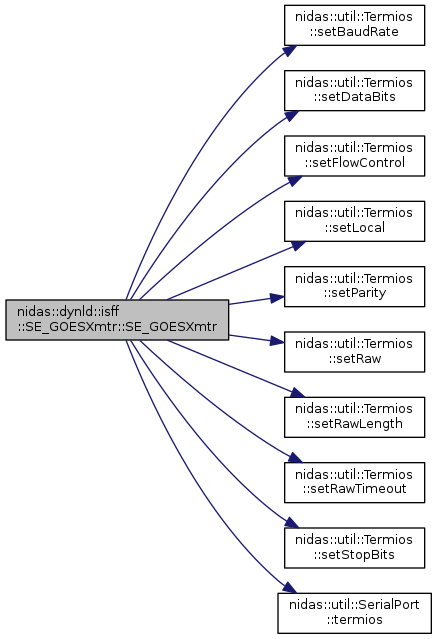 nidas::util::Termios
::setBaudRate
nidas::util::Termios
::setDataBits
nidas::util::Termios
::setFlowControl
nidas::util::Termios
::setLocal
nidas::dynld::isff
::SE_GOESXmtr::SE_GOESXmtr
nidas::util::Termios
::setParity
nidas::util::Termios
::setRaw
nidas::util::Termios
::setRawLength
nidas::util::Termios
::setRawTimeout
nidas::util::Termios
::setStopBits
nidas::util::SerialPort
::termios